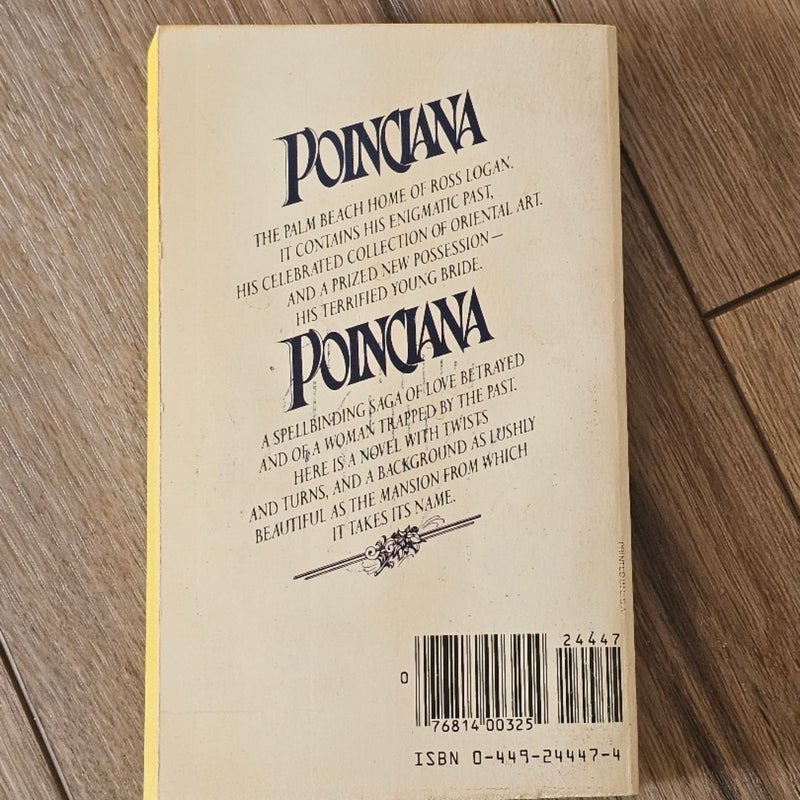 POINCIANA
THE PALM BEACH HOME OF ROSS LOGAN.
IT CONTAINS HIS ENIGMATIC PAST,
HIS CELEBRATED COLLECTION OF ORIENTAL ART.
AND A PRIZED NEW POSSESSION—
HIS TERRIFIED YOUNG BRIDE.
POINCIANA
A SPELLBINDING SAGA OF LOVE BETRAYED
AND OF A WOMAN TRAPPED BY THE PAST.
HERE IS A NOVEL WITH TWISTS
AND TURNS, AND A BACKGROUND AS LUSHLY
BEAUTIFUL AS THE MANSION FROM WHICH
IT TAKES ITS NAME.
PRINTED IN U.S.A.
24447
0
76814 00325
ISBN 0-449-24447-4